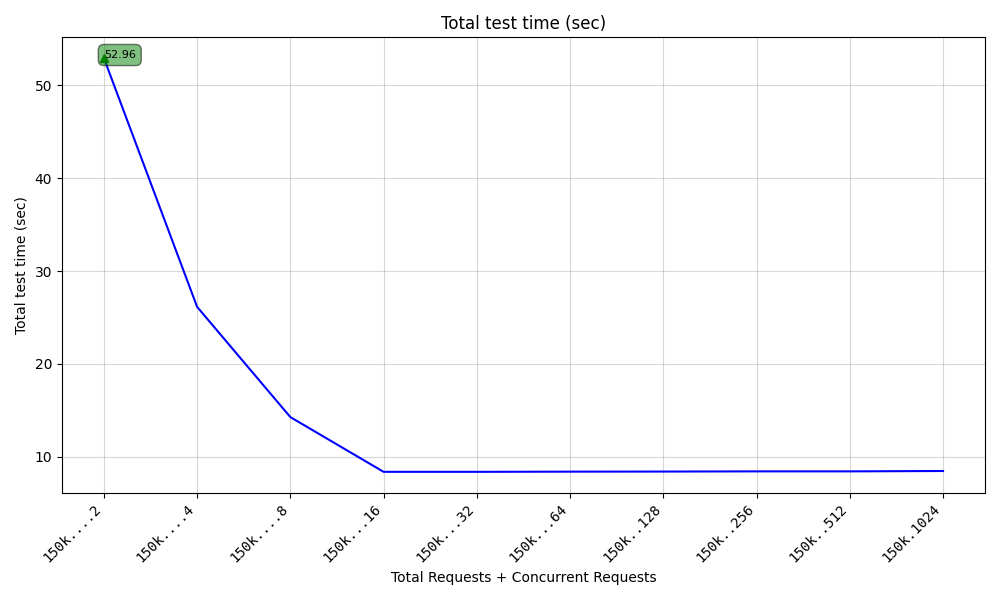 Total test time (sec)
52.96
50
40
30
20
10
Total test time (sec)
150k....2
150k....4
150k....8
150k...16
150k...32
150k...64
150k..128
150k..256
150k..512
150k.1024
Total Requests + Concurrent Requests